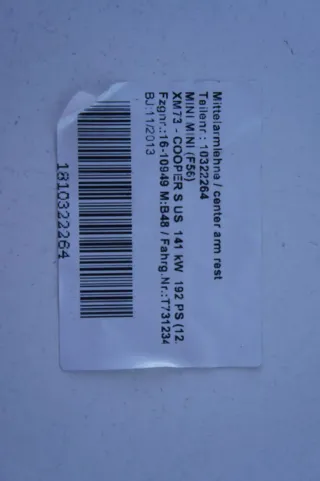 Mittelarmlehne / center arm rest
Teilenr.: 10322264
MINI MINI (F56)
XM73 - COOPER S US 141 kW 192 PS (12.
Fzgnr.:16-10949 M:B48 / Fahrg.Nr.:T731234
BJ:11/2013
1810322264